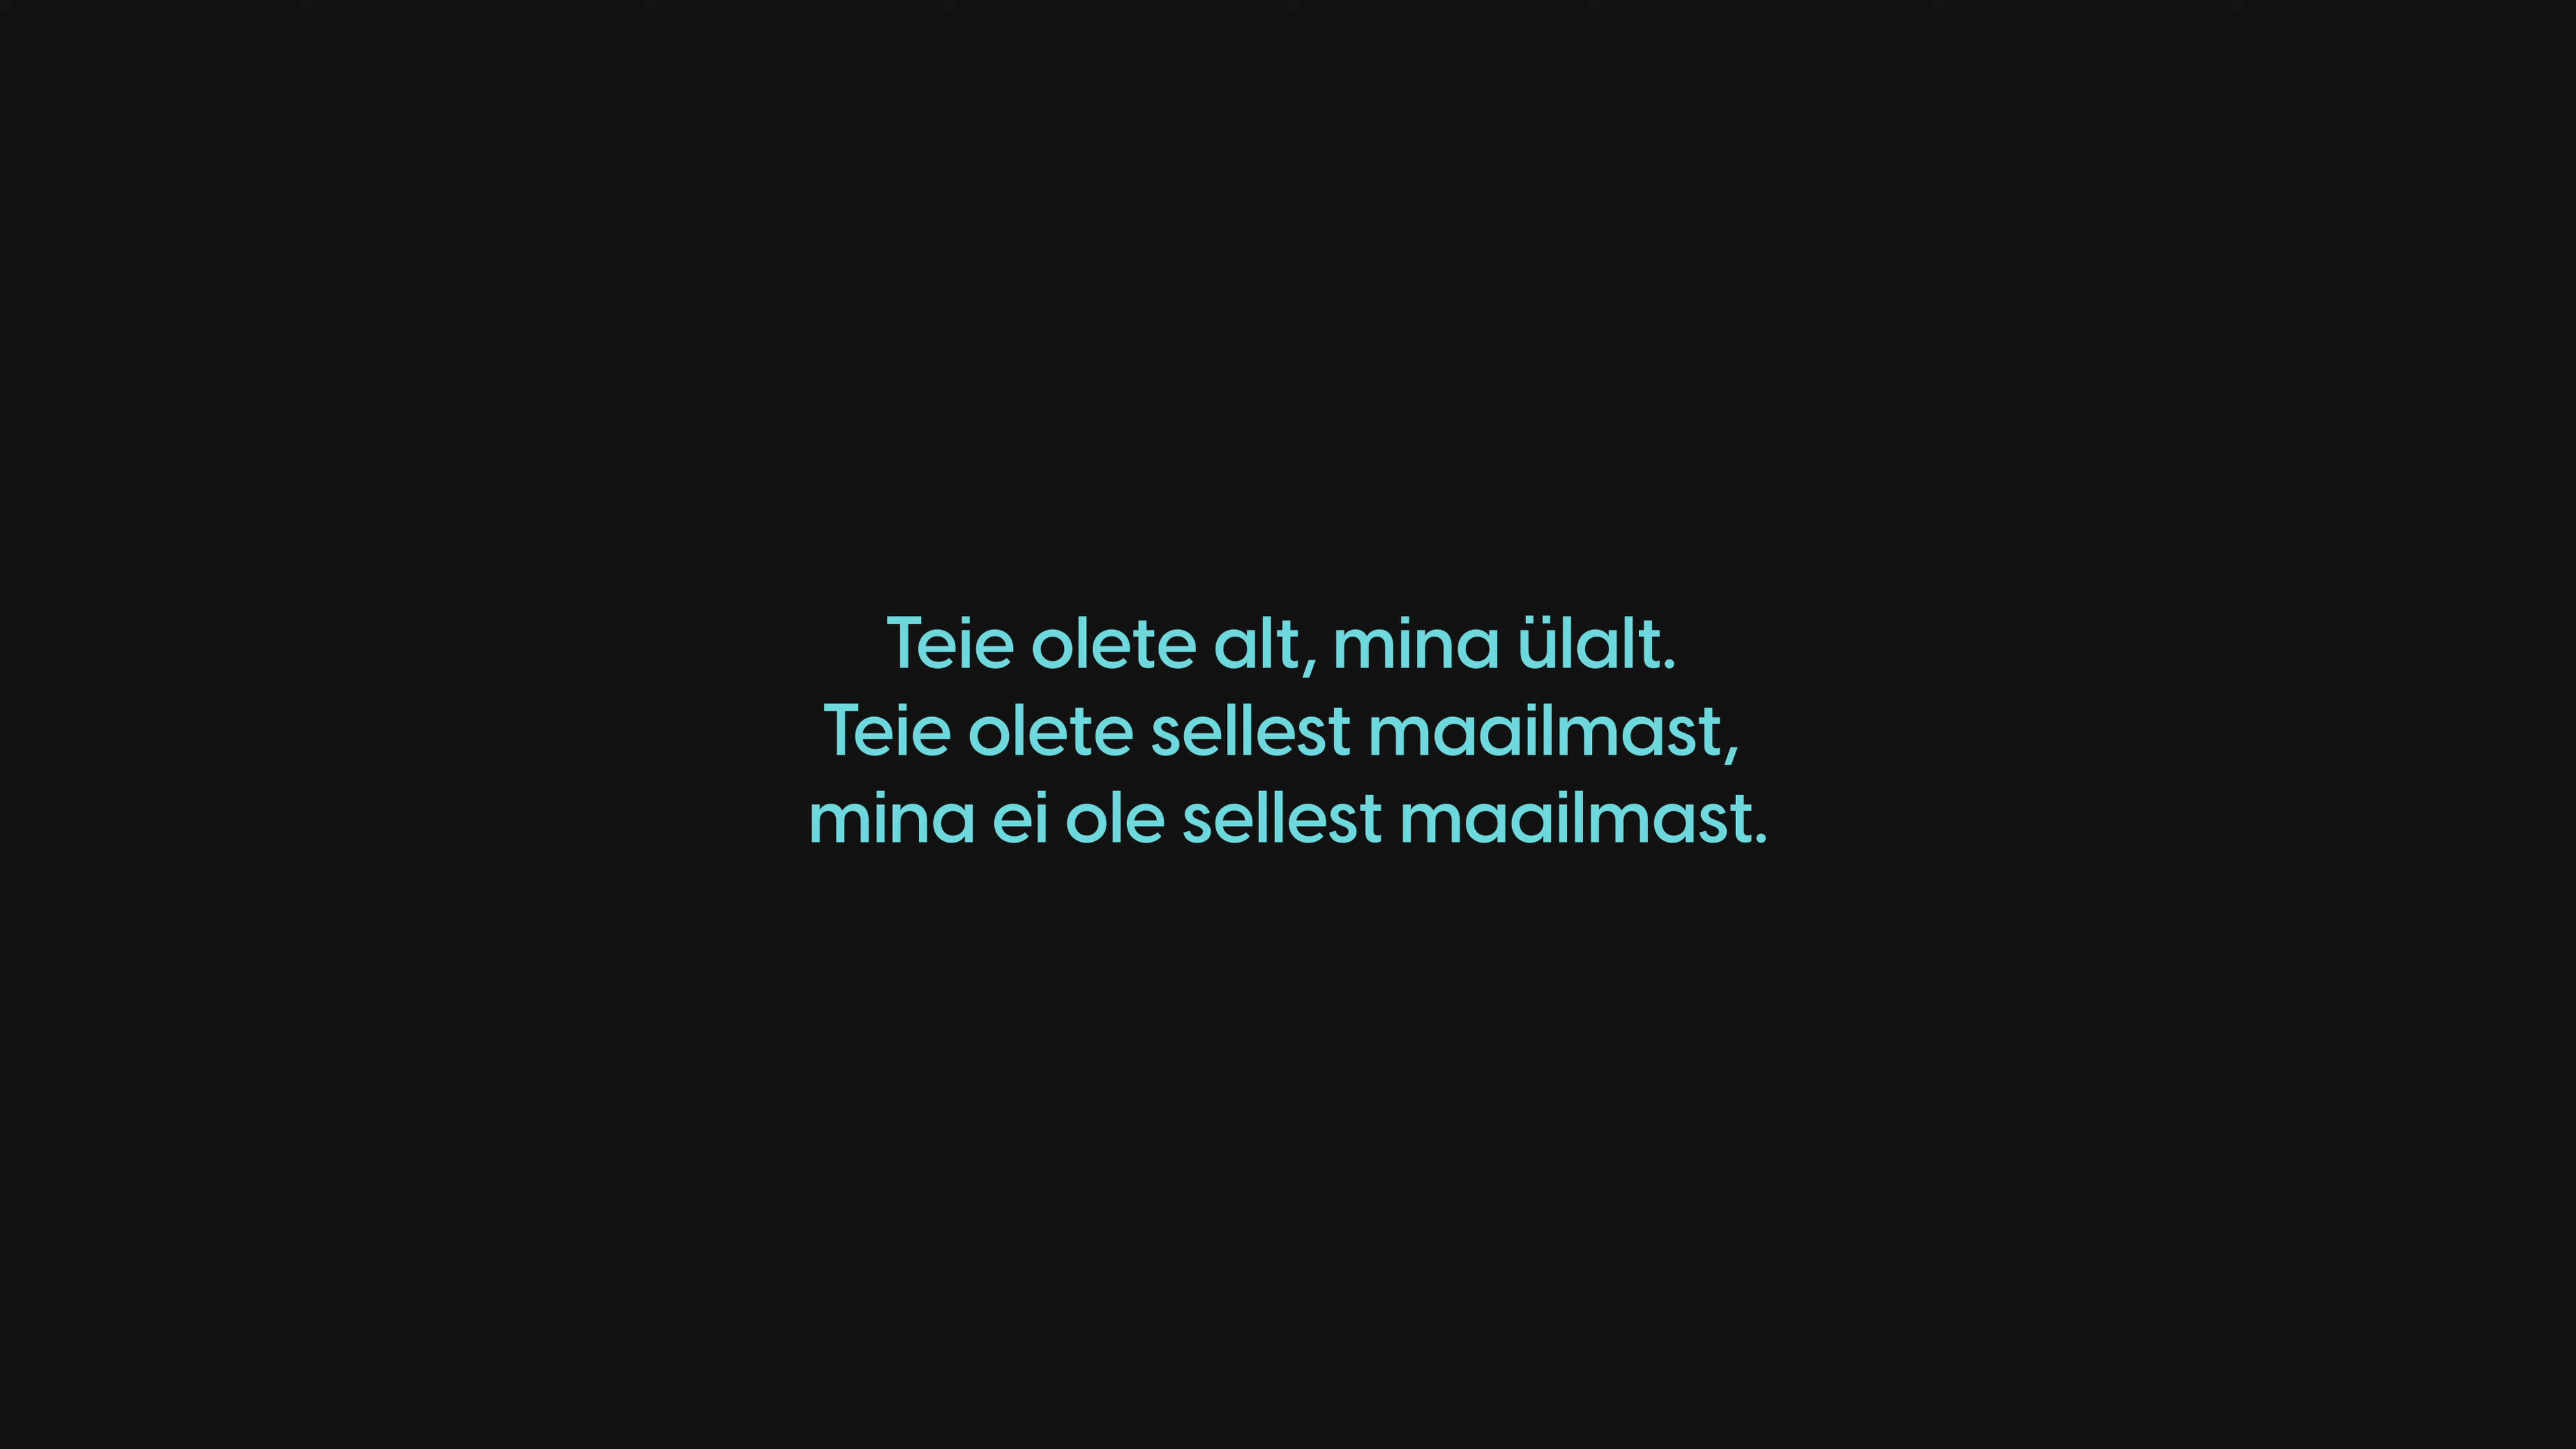 Teie olete alt, mina ülalt.
Teie olete sellest maailmast,
mina ei ole sellest maailmast.